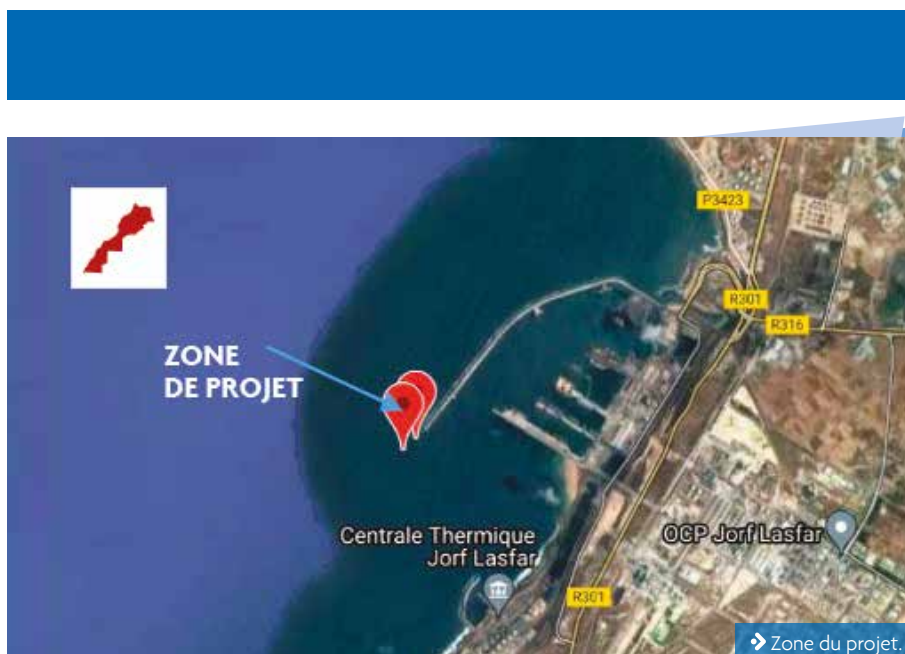 P3423
R301
R316
ZONE
DE PROJET
Centrale Thermique
Jorf Lasfar
OCP Jorf Lasfar
R301
Zone du projet.